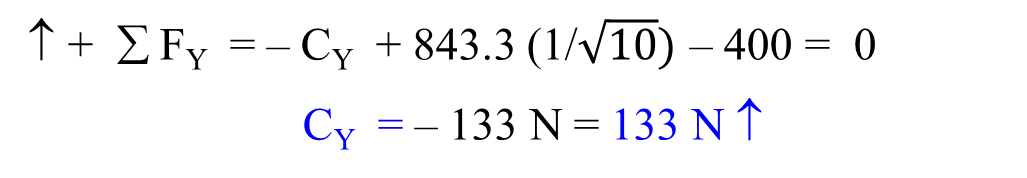 ↑ + ∑ F_Y = – C_Y + 843.3 (1/√10) – 400 = 0
C_Y = – 133 N = 133 N ↑